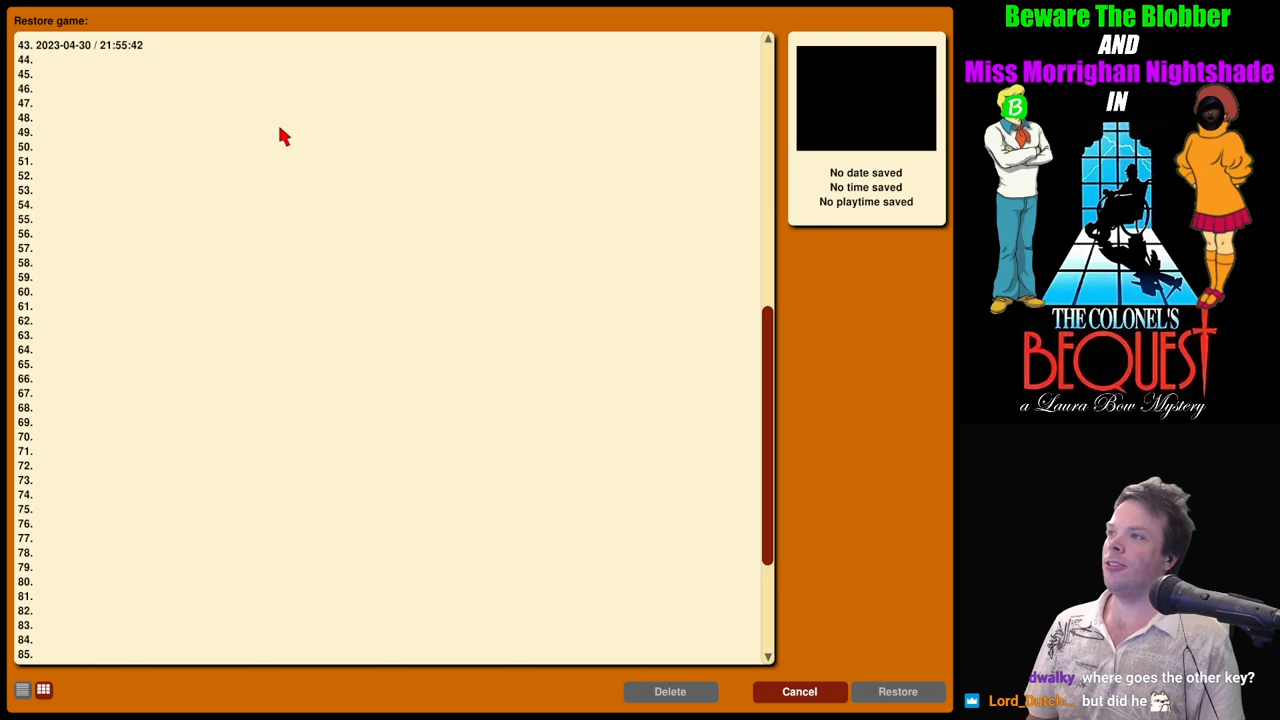 Restore game:
43. 2023-04-30 / 21:55:42
44.
45.
46.
47.
48.
49.
50.
51.
52.
53.
54.
55.
56.
57.
58.
59.
60.
61.
62.
63.
64.
65.
66.
67.
68.
69.
70.
71.
72.
73.
74.
75.
76.
77.
78.
79.
80.
81.
82.
83.
84.
85.
No date saved
No time saved
No playtime saved
Delete
Cancel
Restore
Beware The Blobber
AND
Miss Morrighan Nightshade
IN
B
THE COLONEL'S
BEQUEST
a Laura Bow Mystery
dwalky where goes the other key?
Lord_Dutch... but did he